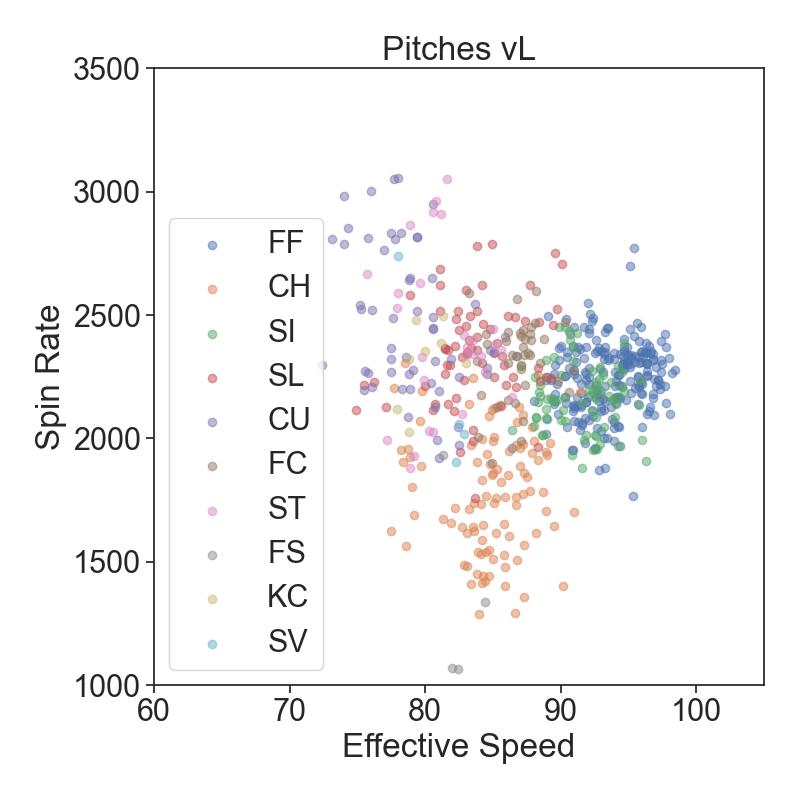 Pitches vL
3500
3000
2500
2000
1500
1000
Spin Rate
FF
CH
SI
SL
CU
FC
ST
FS
KC
SV
60 70 80 90 100
Effective Speed